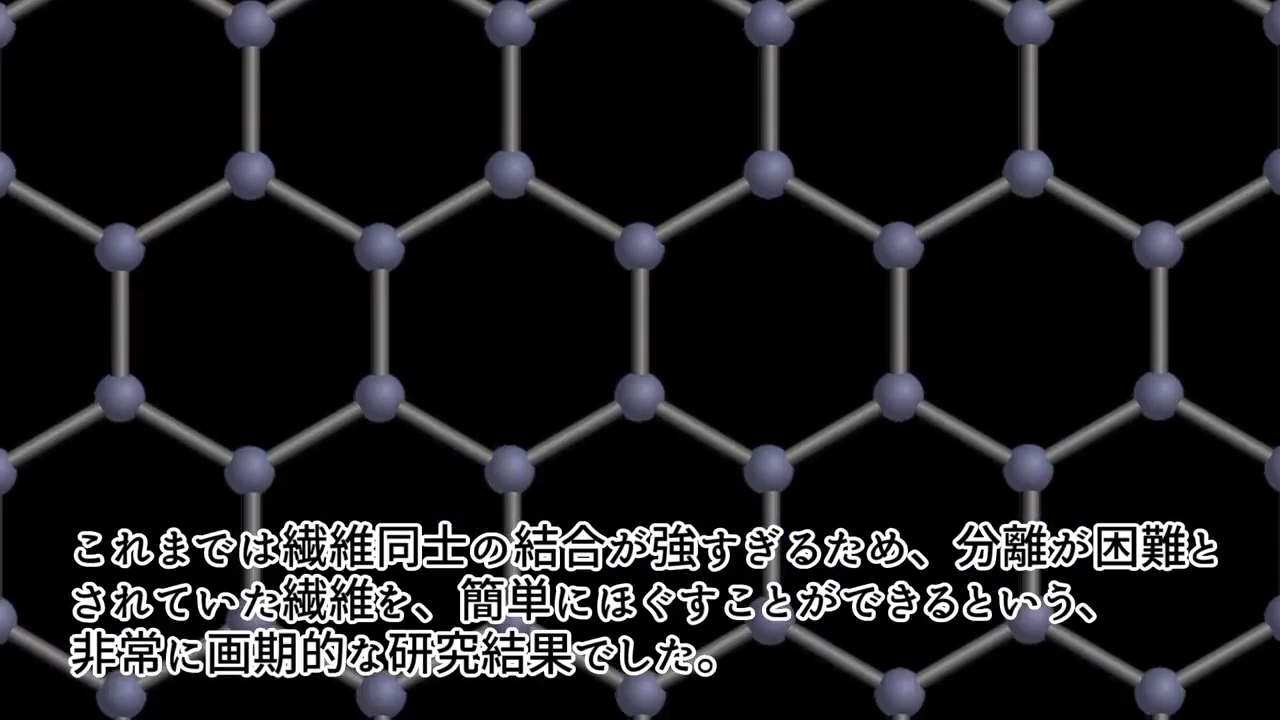 これまでは繊維同士の結合が強すぎるため、分離が困難と
されていた繊維を、簡単にほぐすことができるという、
非常に画期的な研究結果でした。